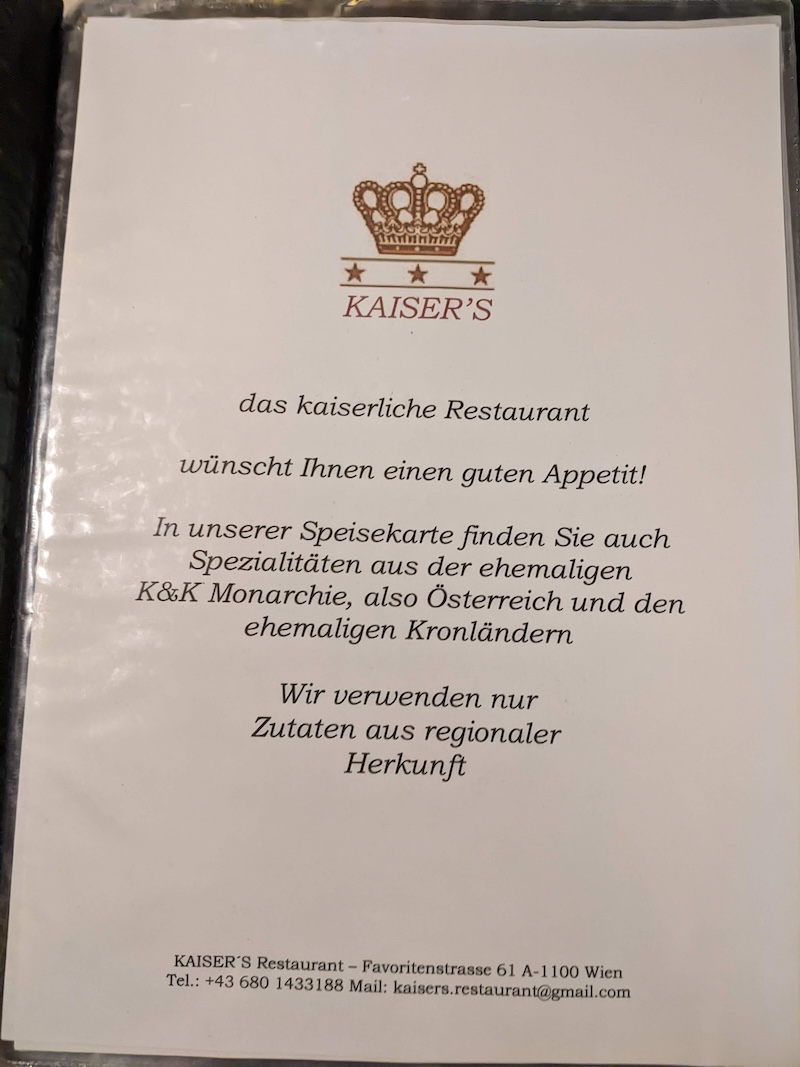 KAISER'S
das kaiserliche Restaurant
wünscht Ihnen einen guten Appetit!
In unserer Speisekarte finden Sie auch
Spezialitäten aus der ehemaligen
K&K Monarchie, also Österreich und den
ehemaligen Kronländern
Wir verwenden nur
Zutaten aus regionaler
Herkunft
KAISER´S Restaurant – Favoritenstrasse 61 A-1100 Wien
Tel.: +43 680 1433188 Mail: kaisers.restaurant@gmail.com